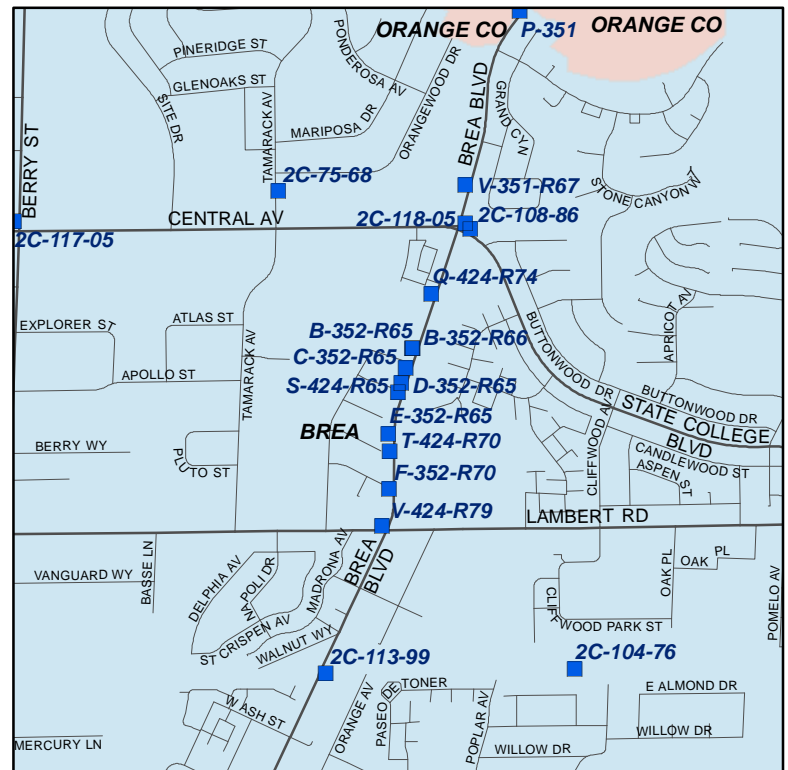 ORANGE CO
P-351
ORANGE CO
PINERIDGE ST
PONDEROSA AV
GLENOAKS ST
SITE DR
TAMARACK AV
MARIPOSA DR
ORANGEWOOD DR
BREA BLVD
GRAND CYN
BERRY ST
2C-75-68
V-351-R67
STONE CANYON W
2C-117-05
CENTRAL AV
2C-118-05
2C-108-86
Q-424-R74
EXPLORER ST
ATLAS ST
B-352-R65
B-352-R66
BUTTONWOOD DR
APRICOT AV
C-352-R65
APOLLO ST
TAMARACK AV
S-424-R65
D-352-R65
BUTTONWOOD DR
STATE COLLEGE
BLVD
E-352-R65
BREA
T-424-R70
BERRY WY
PLUTO ST
CLIFFWOOD AV
CANDLEWOOD ST
ASPEN ST
F-352-R70
V-424-R79
LAMBERT RD
VANGUARD WY
BASSE LN
DELPHIA AV
NAPOLI DR
MADRONA AV
BREA
BLVD
OAK PL
OAK PL
POMELO AV
ST CRISPEN AV
WALNUT WY
CLIFFWOOD PARK ST
2C-113-99
2C-104-76
W ASH ST
ORANGE AV
PASEO DE TONER
POPLAR AV
E ALMOND DR
MERCURY LN
WILLOW DR
WILLOW DR